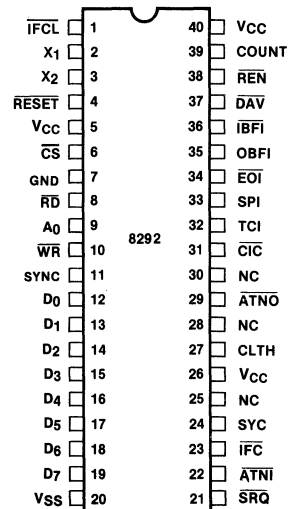 IFCL 1 40 VCC
X1 2 39 COUNT
X2 3 38 REN
RESET 4 37 DAV
VCC 5 36 IBFI
CS 6 35 OBFI
GND 7 34 EOI
RD 8 33 SPI
A0 9 32 TCI
8292
WR 10 31 CIC
SYNC 11 30 NC
D0 12 29 ATNO
D1 13 28 NC
D2 14 27 CLTH
D3 15 26 VCC
D4 16 25 NC
D5 17 24 SYC
D6 18 23 IFC
D7 19 22 ATNI
VSS 20 21 SRQ